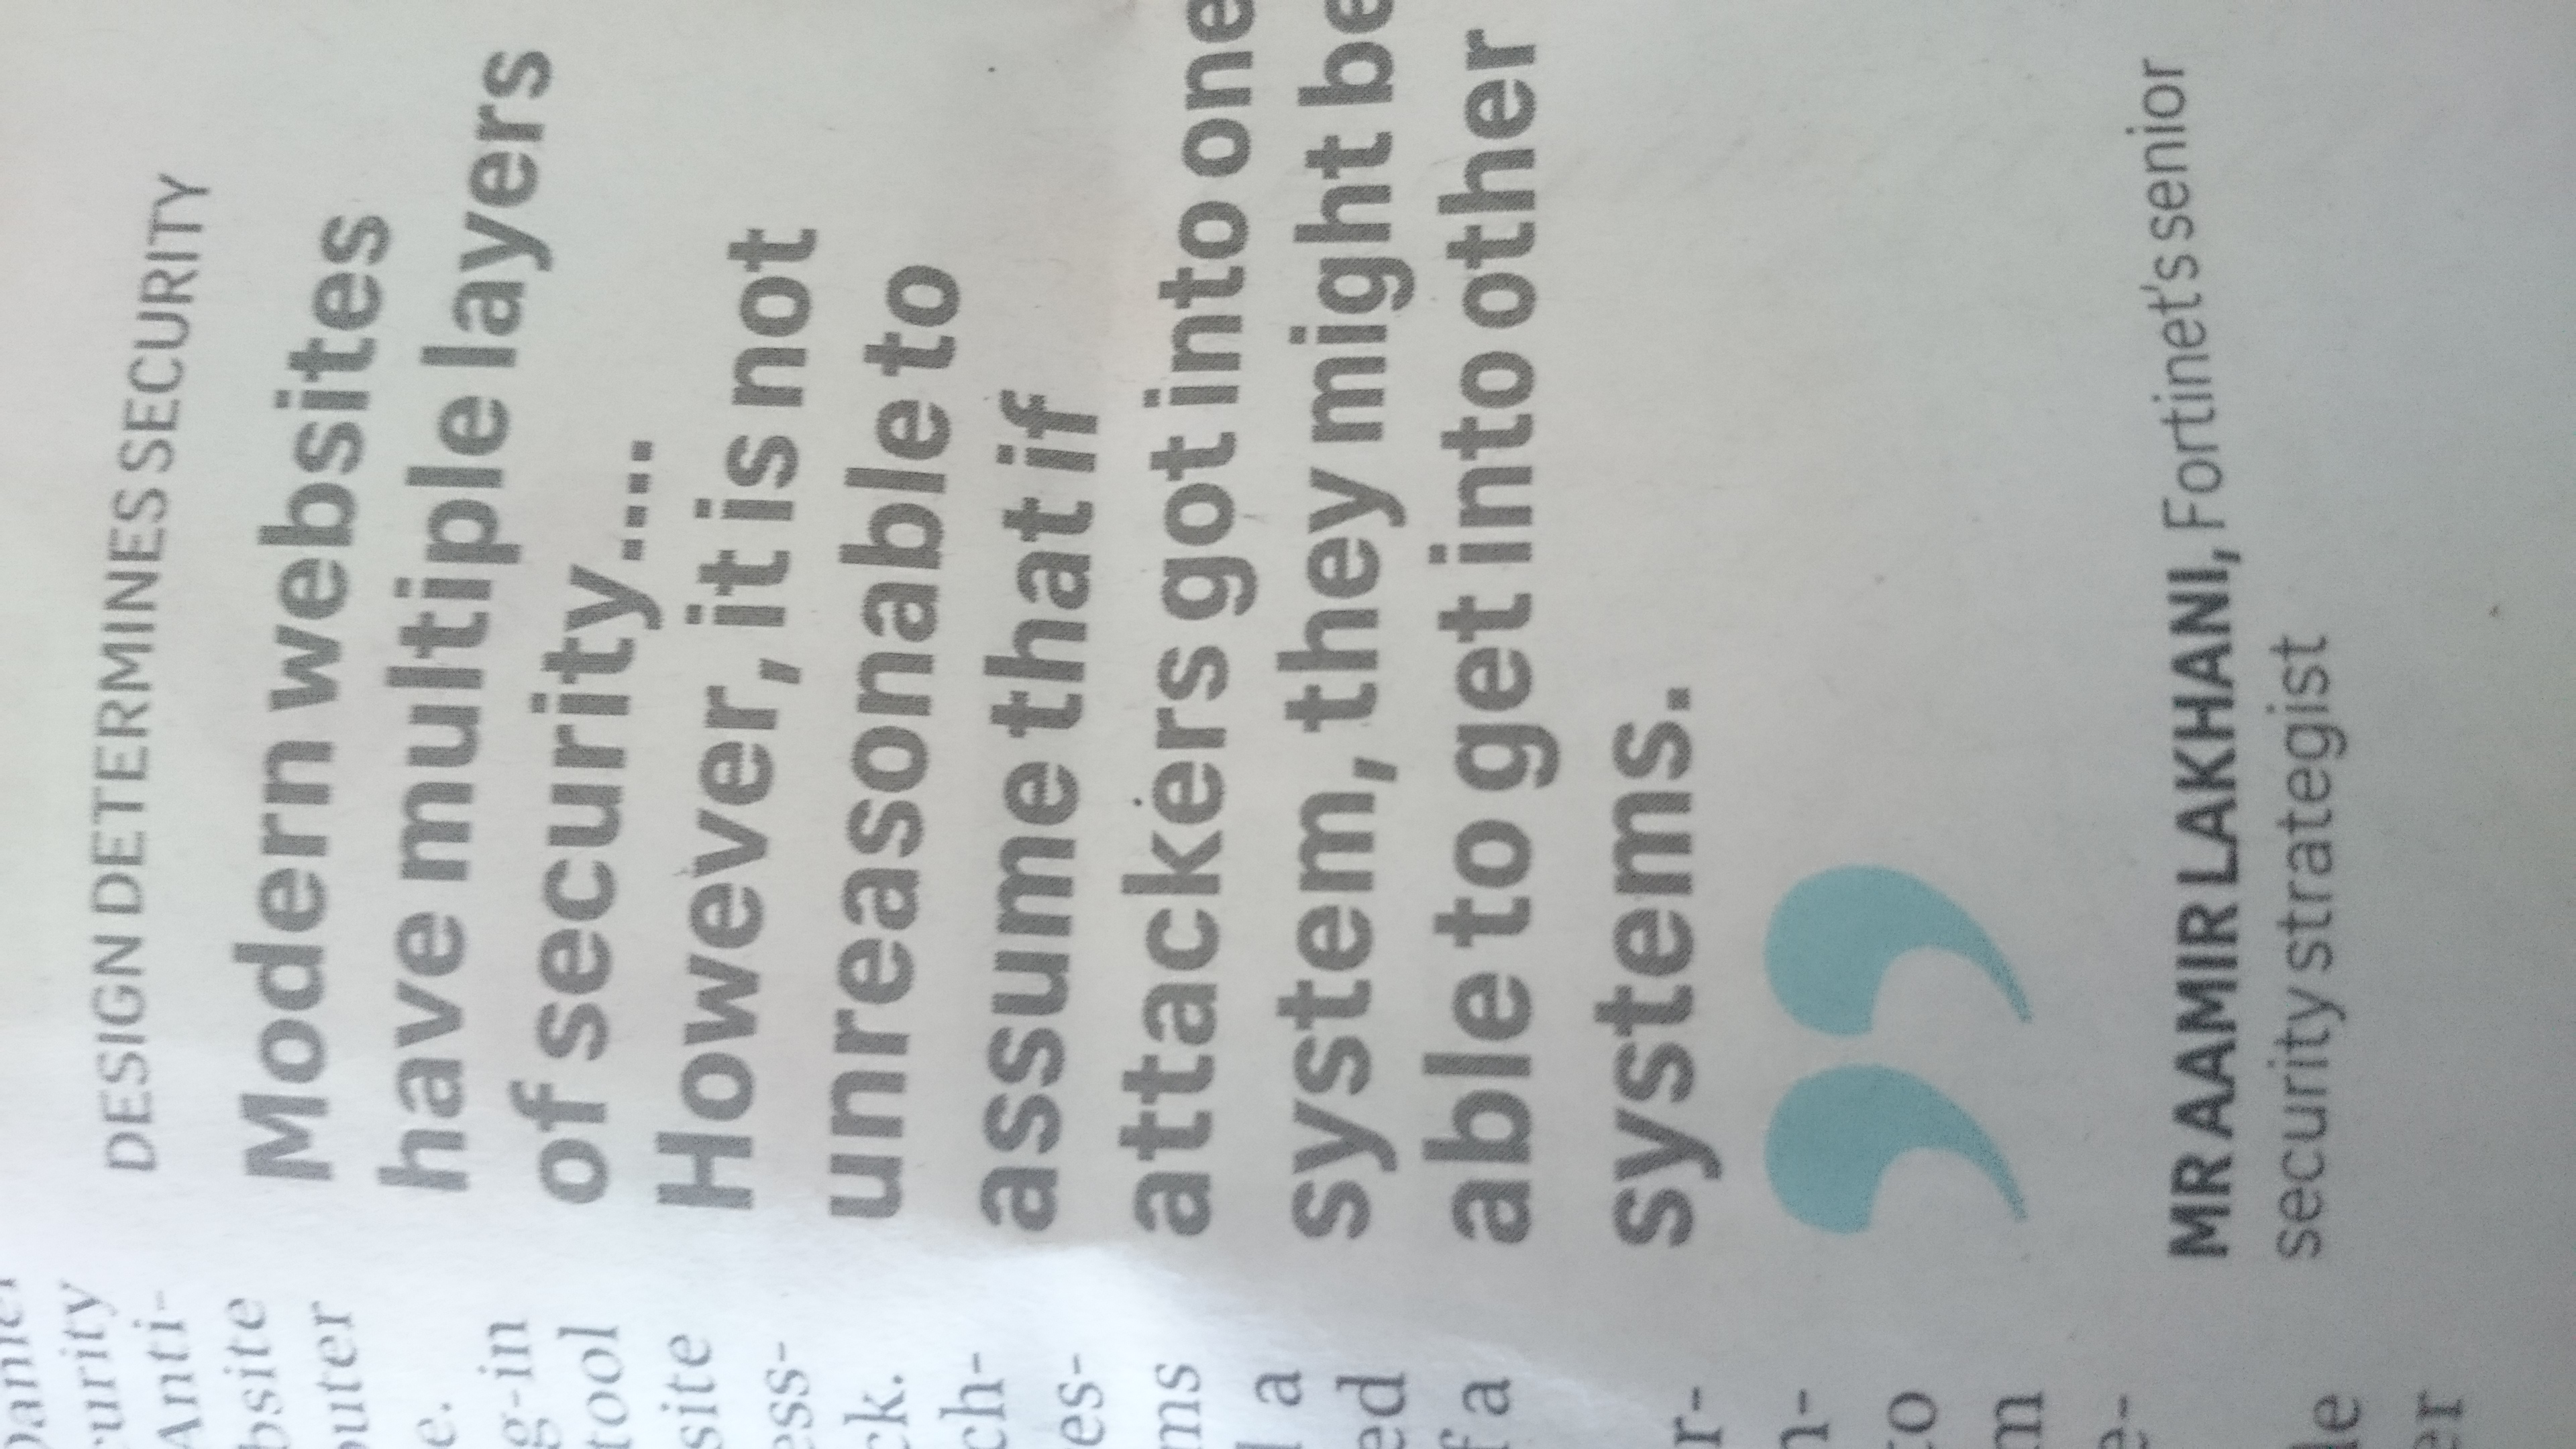 curity
Anti-
bsite
outer
e.
g-in
tool
site
ess-
ck.
ch-
es-
ms
a
ed
f a
r-
n-
to
m
e-
le
er
DESIGN DETERMINES SECURITY
Modern websites
have multiple layers
of security....
However, it is not
unreasonable to
assume that if
attackers got into one
system, they might be
able to get into other
systems.
”
MR AAMIR LAKHANI, Fortinet's senior
security strategist